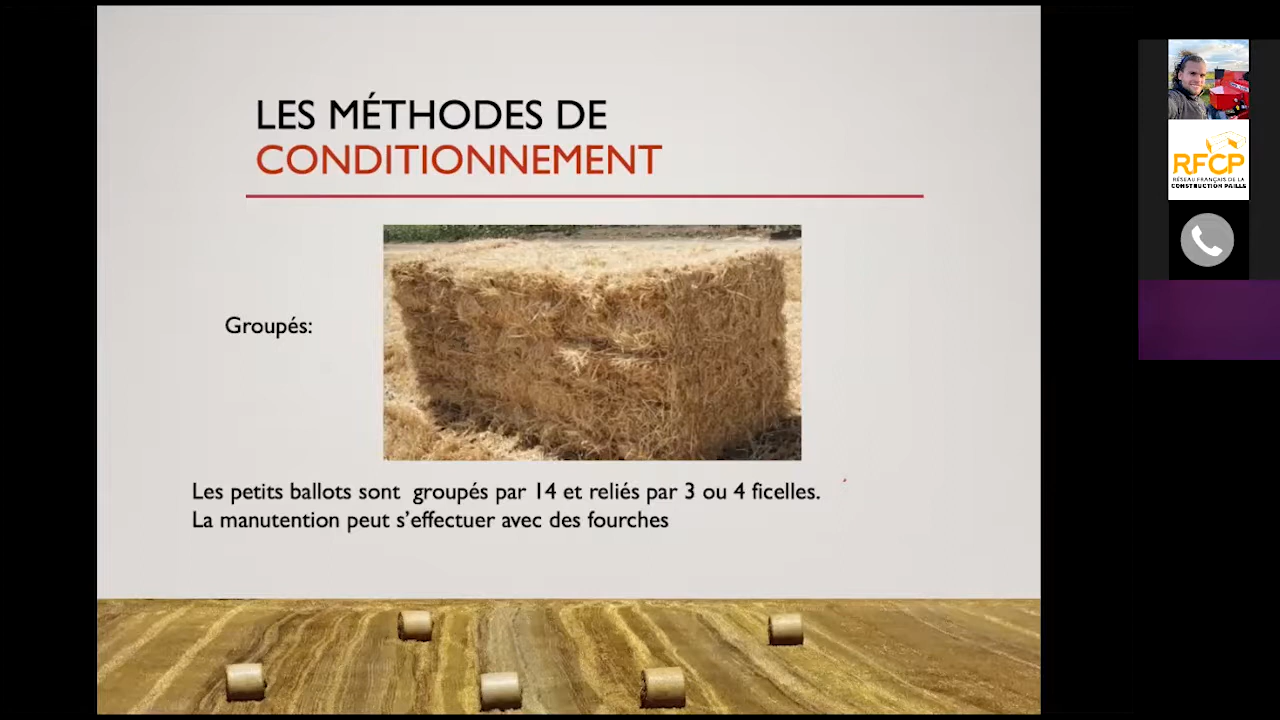 LES MÉTHODES DE
CONDITIONNEMENT
Groupés:
Les petits ballots sont groupés par 14 et reliés par 3 ou 4 ficelles.
La manutention peut s'effectuer avec des fourches
RFCP
RÉSEAU FRANÇAIS DE LA
CONSTRUCTION PAILLE